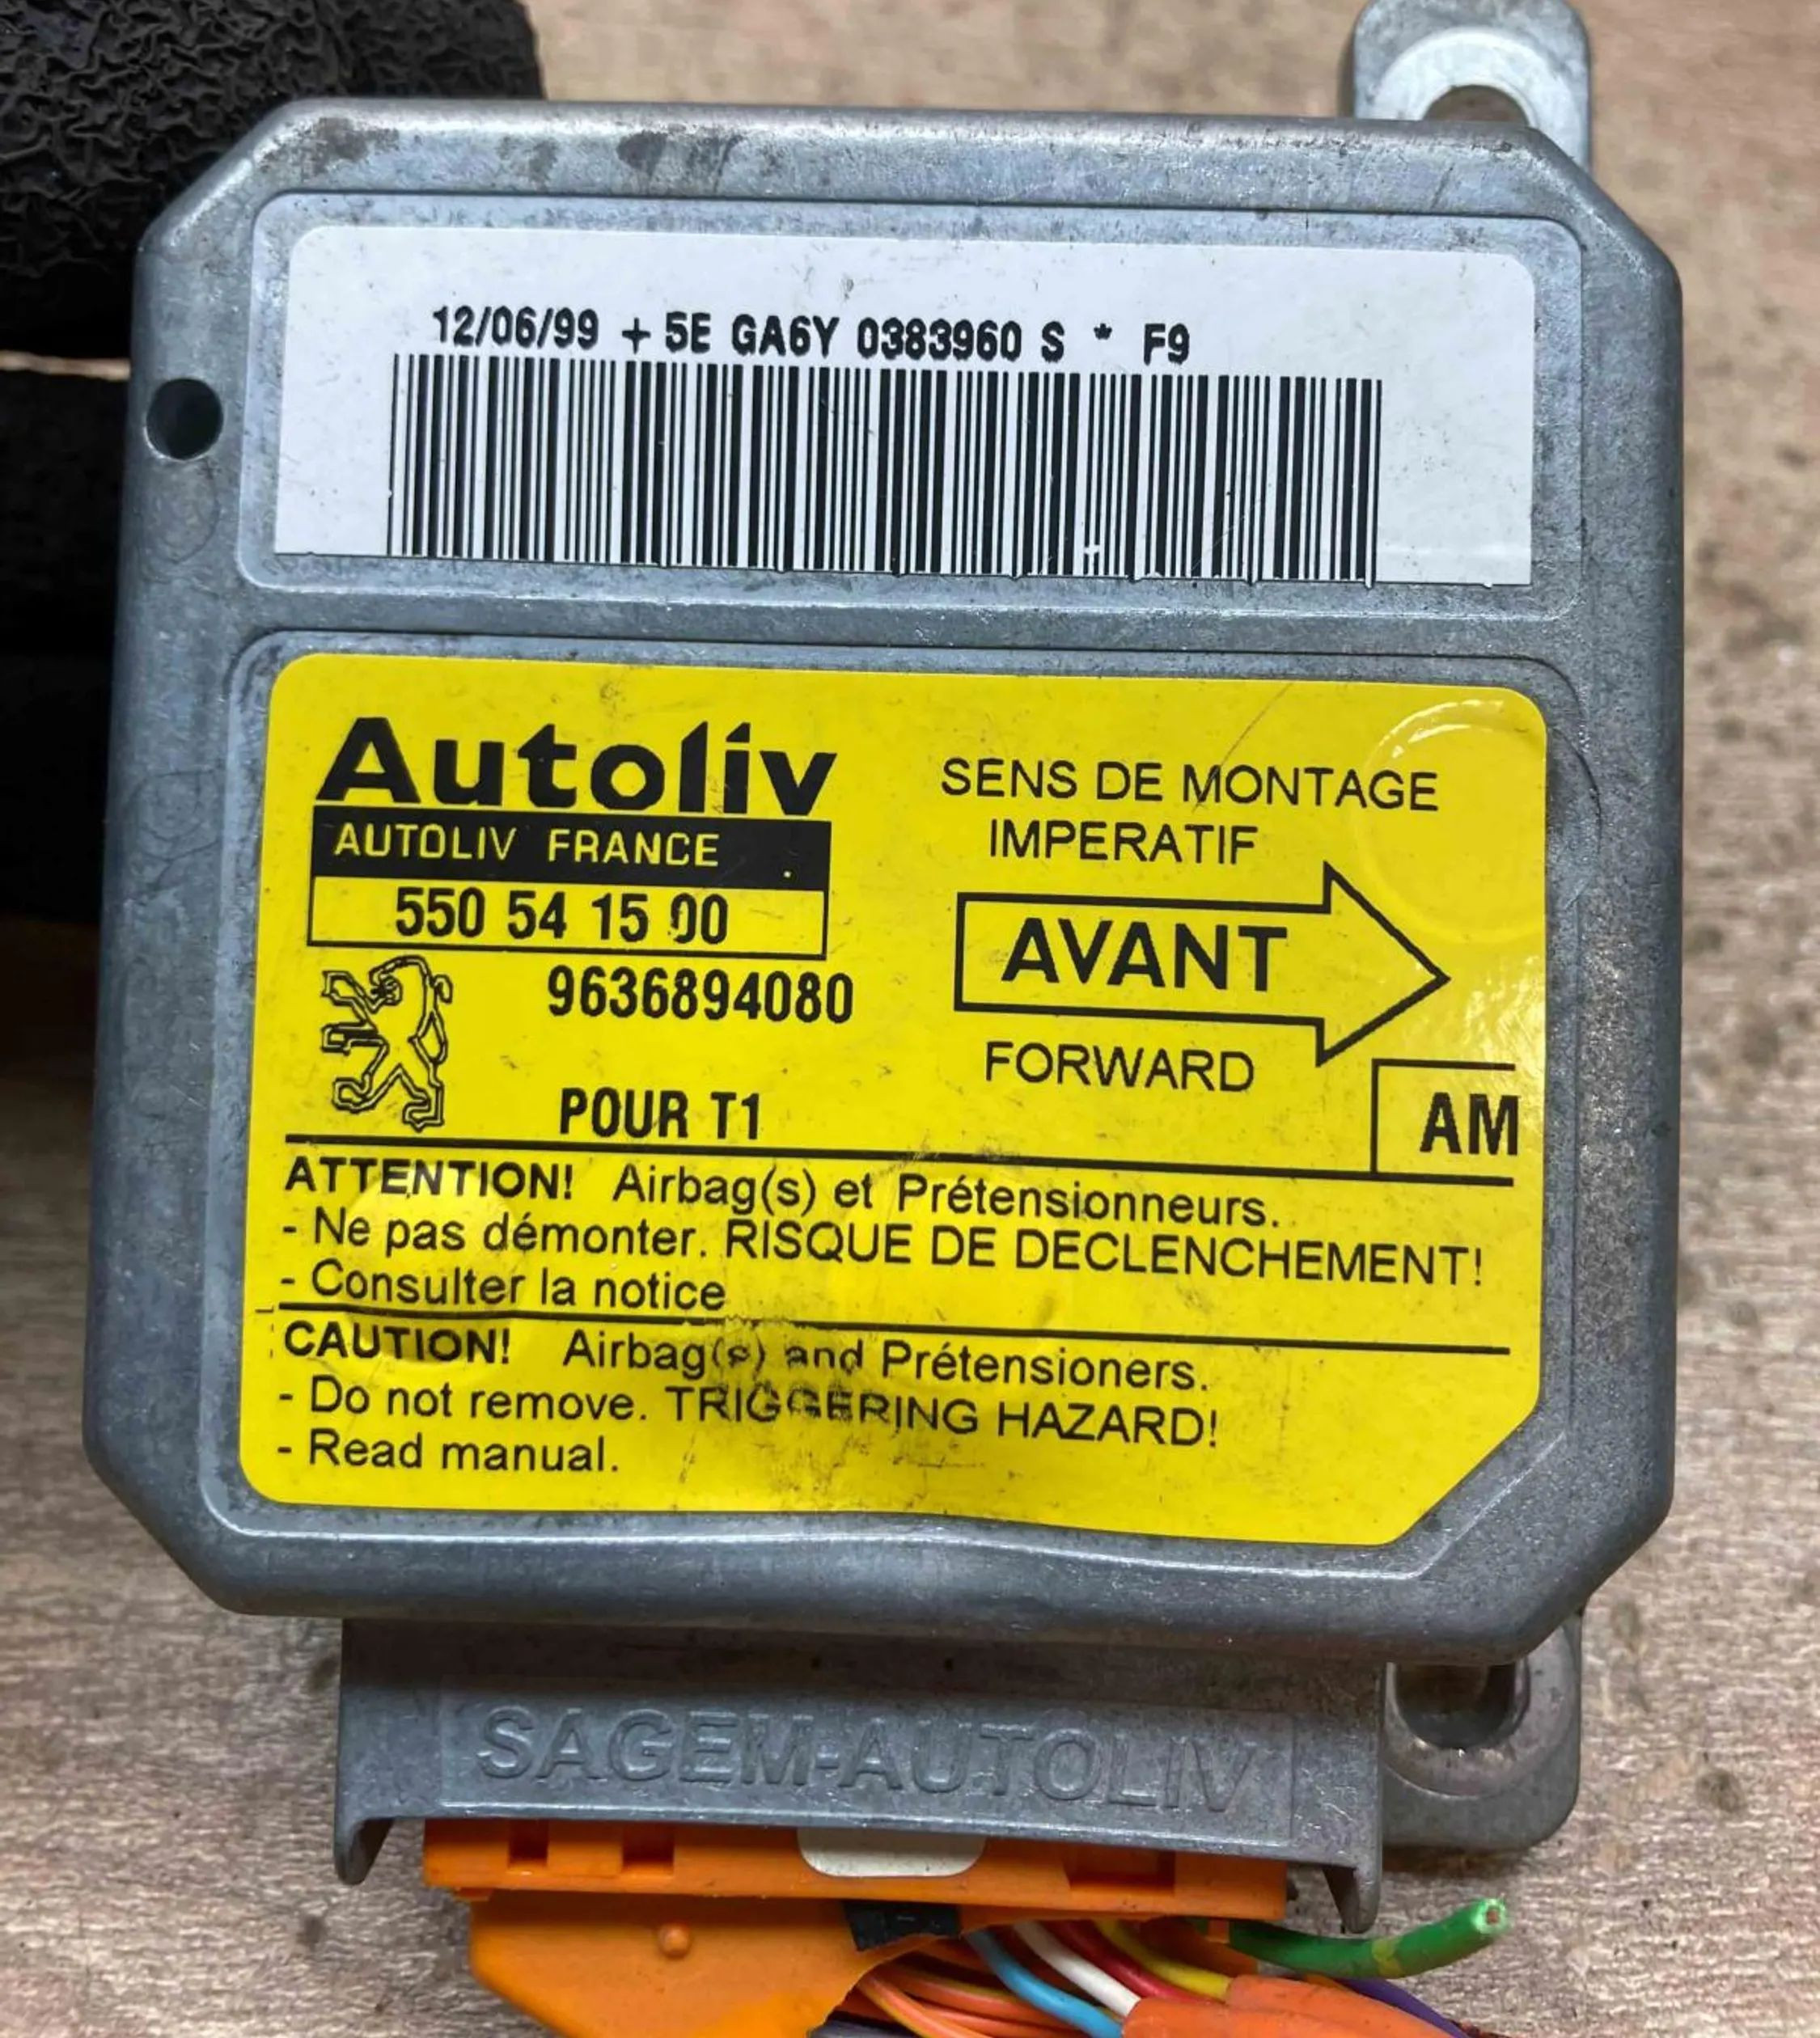 12/06/99 + 5E GA6Y 0383960 S * F9
Autoliv
AUTOLIV FRANCE
550 54 15 00
9636894080
POUR T1
SENS DE MONTAGE
IMPERATIF
AVANT
FORWARD
AM
ATTENTION! Airbag(s) et Prétensionneurs.
- Ne pas démonter. RISQUE DE DECLENCHEMENT!
- Consulter la notice
CAUTION! Airbag(s) and Prétensioners.
- Do not remove. TRIGGERING HAZARD!
- Read manual.
SAGEM-AUTOLIV